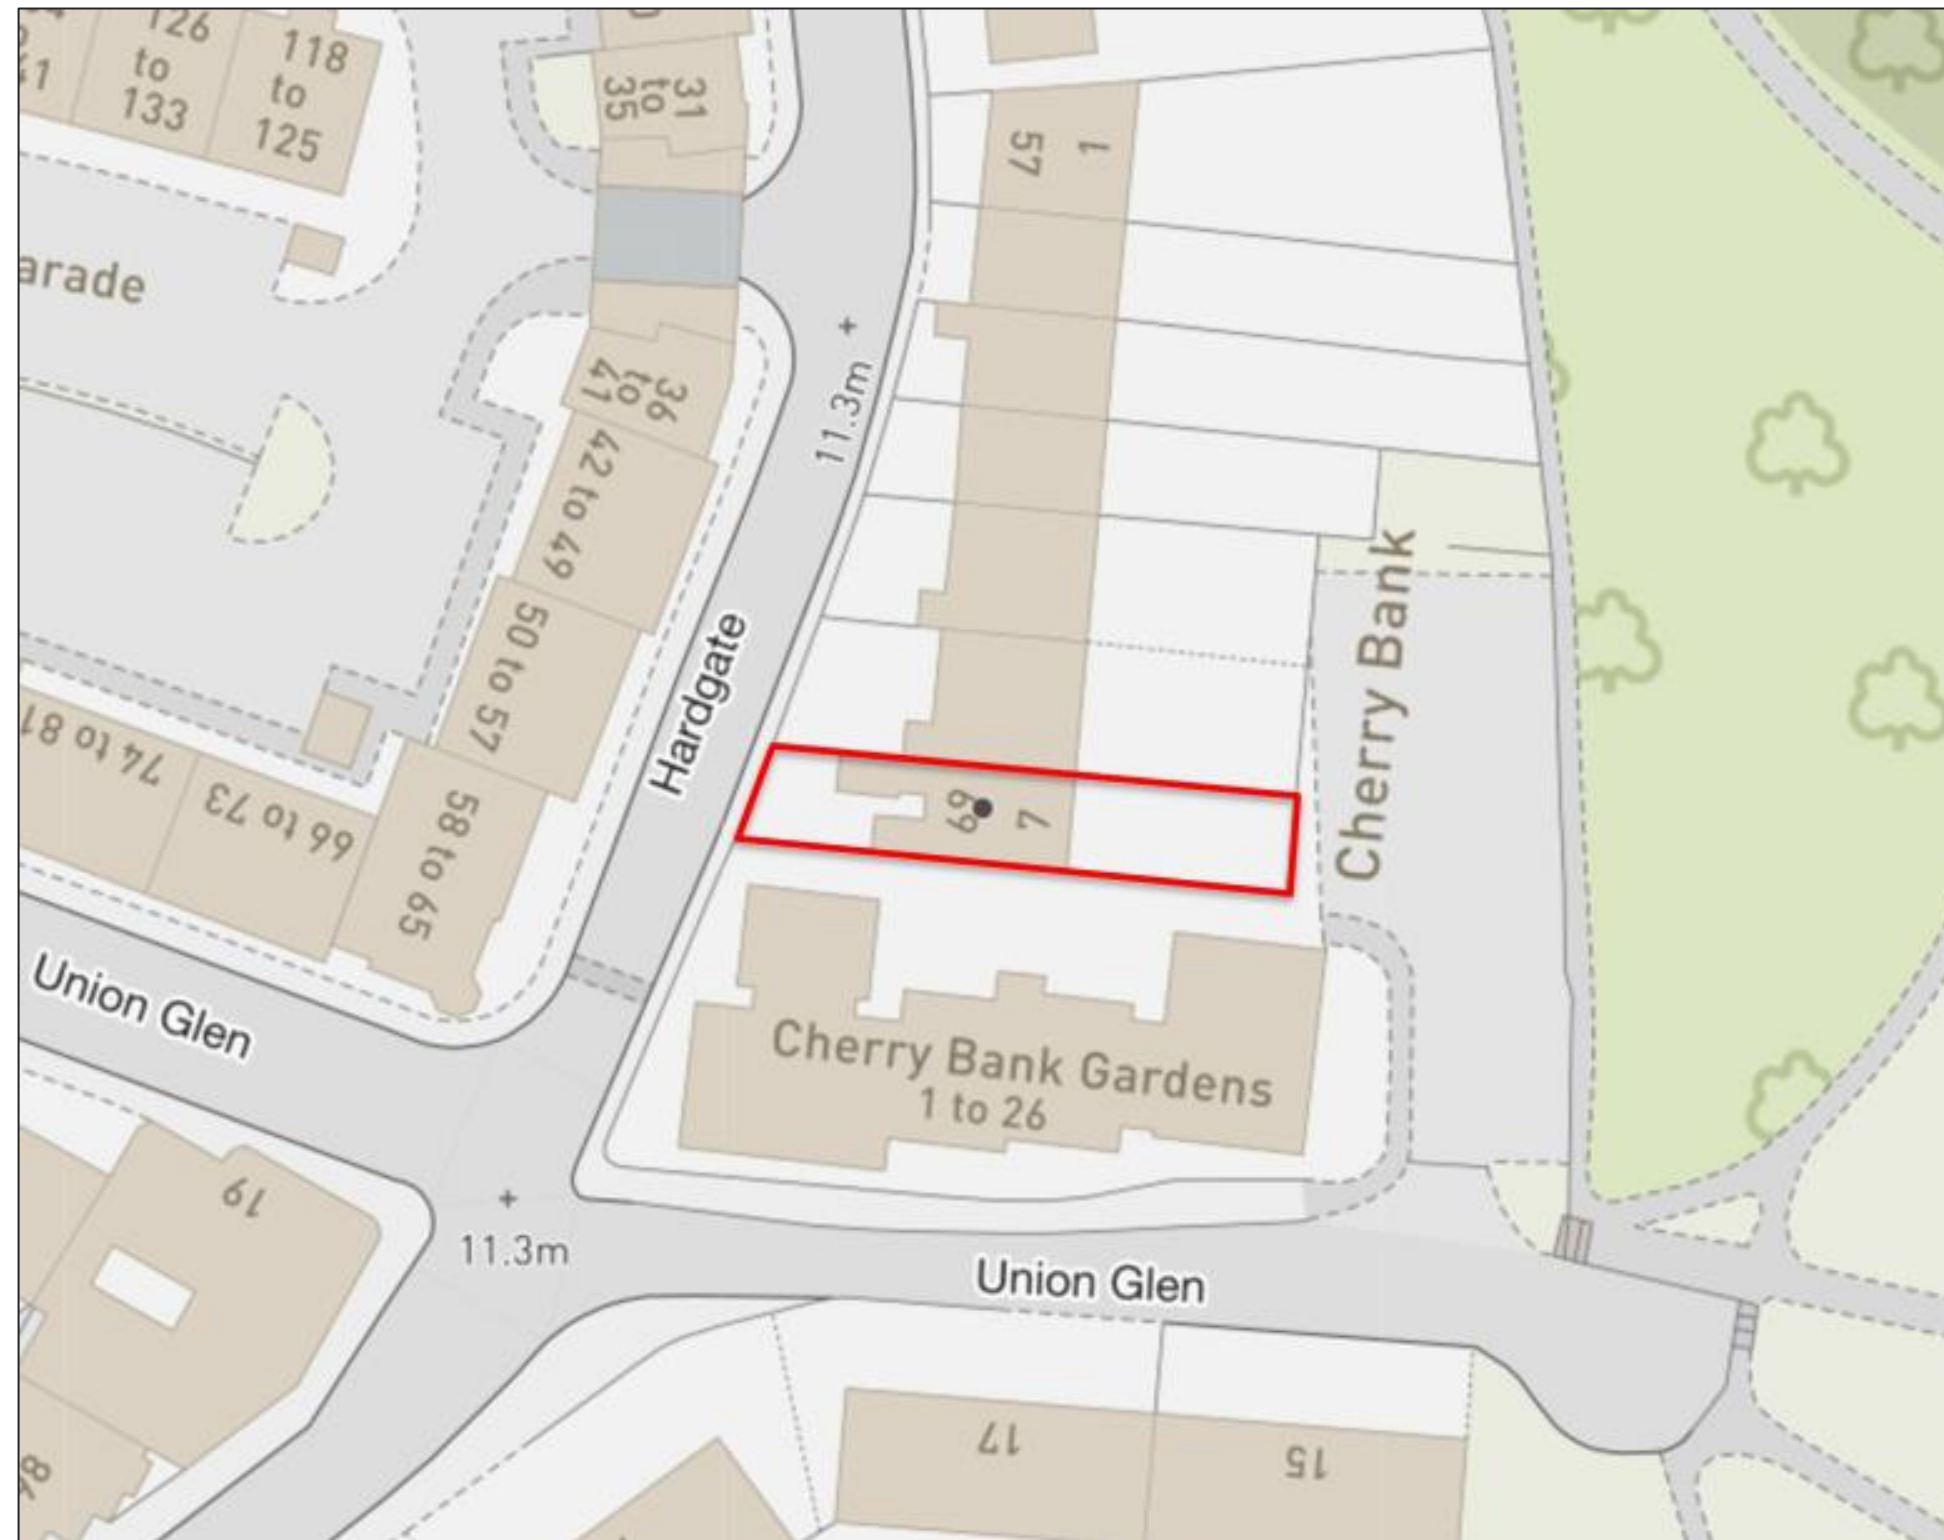 126
to
133
118
to
125
31
to
35
57
1
arade
36
to
41
11.3m
42 to 49
50 to 57
Hardgate
Cherry Bank
74 to 81
66 to 73
58 to 65
69
7
Union Glen
Cherry Bank Gardens
1 to 26
19
11.3m
Union Glen
17
15